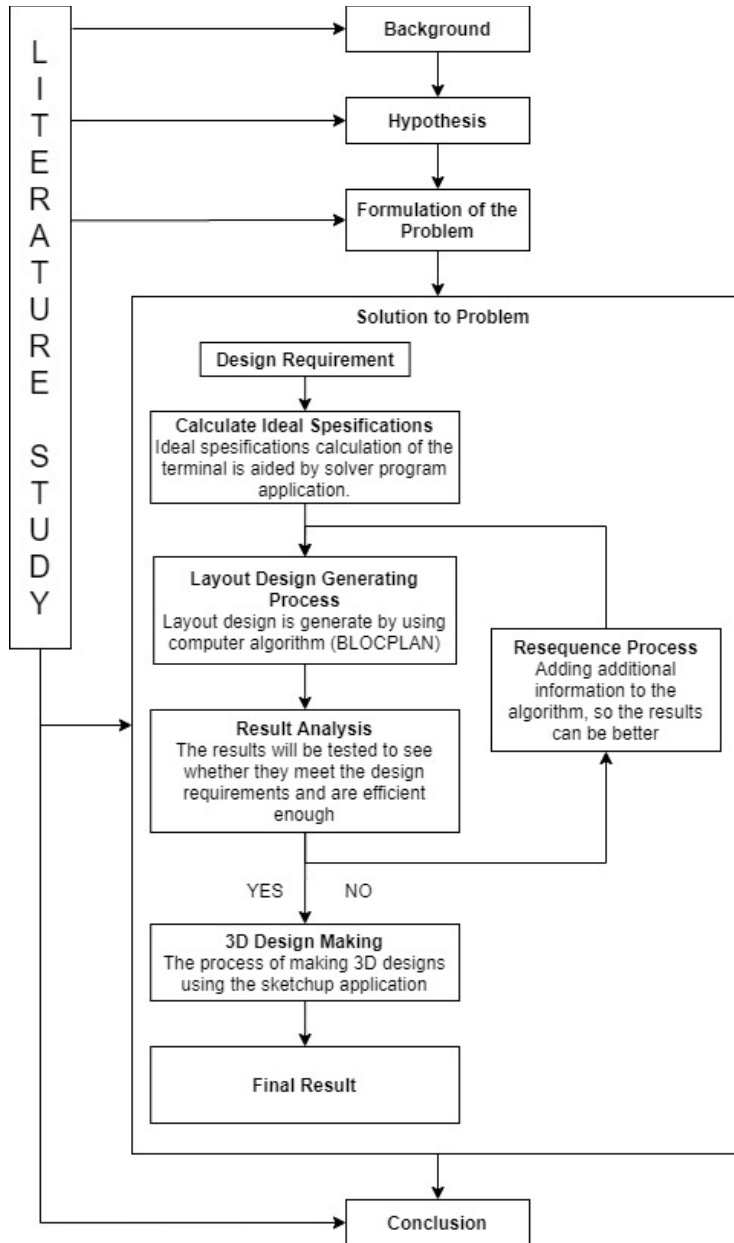 LITERATURE STUDY
Background
Hypothesis
Formulation of the
Problem
Solution to Problem
Design Requirement
Calculate Ideal Spesifications
Ideal spesifications calculation of the
terminal is aided by solver program
application.
Layout Design Generating
Process
Layout design is generate by using
computer algorithm (BLOCPLAN)
Resequence Process
Adding additional
information to the
algorithm, so the results
can be better
Result Analysis
The results will be tested to see
whether they meet the design
requirements and are efficient
enough
YES NO
3D Design Making
The process of making 3D designs
using the sketchup application
Final Result
Conclusion